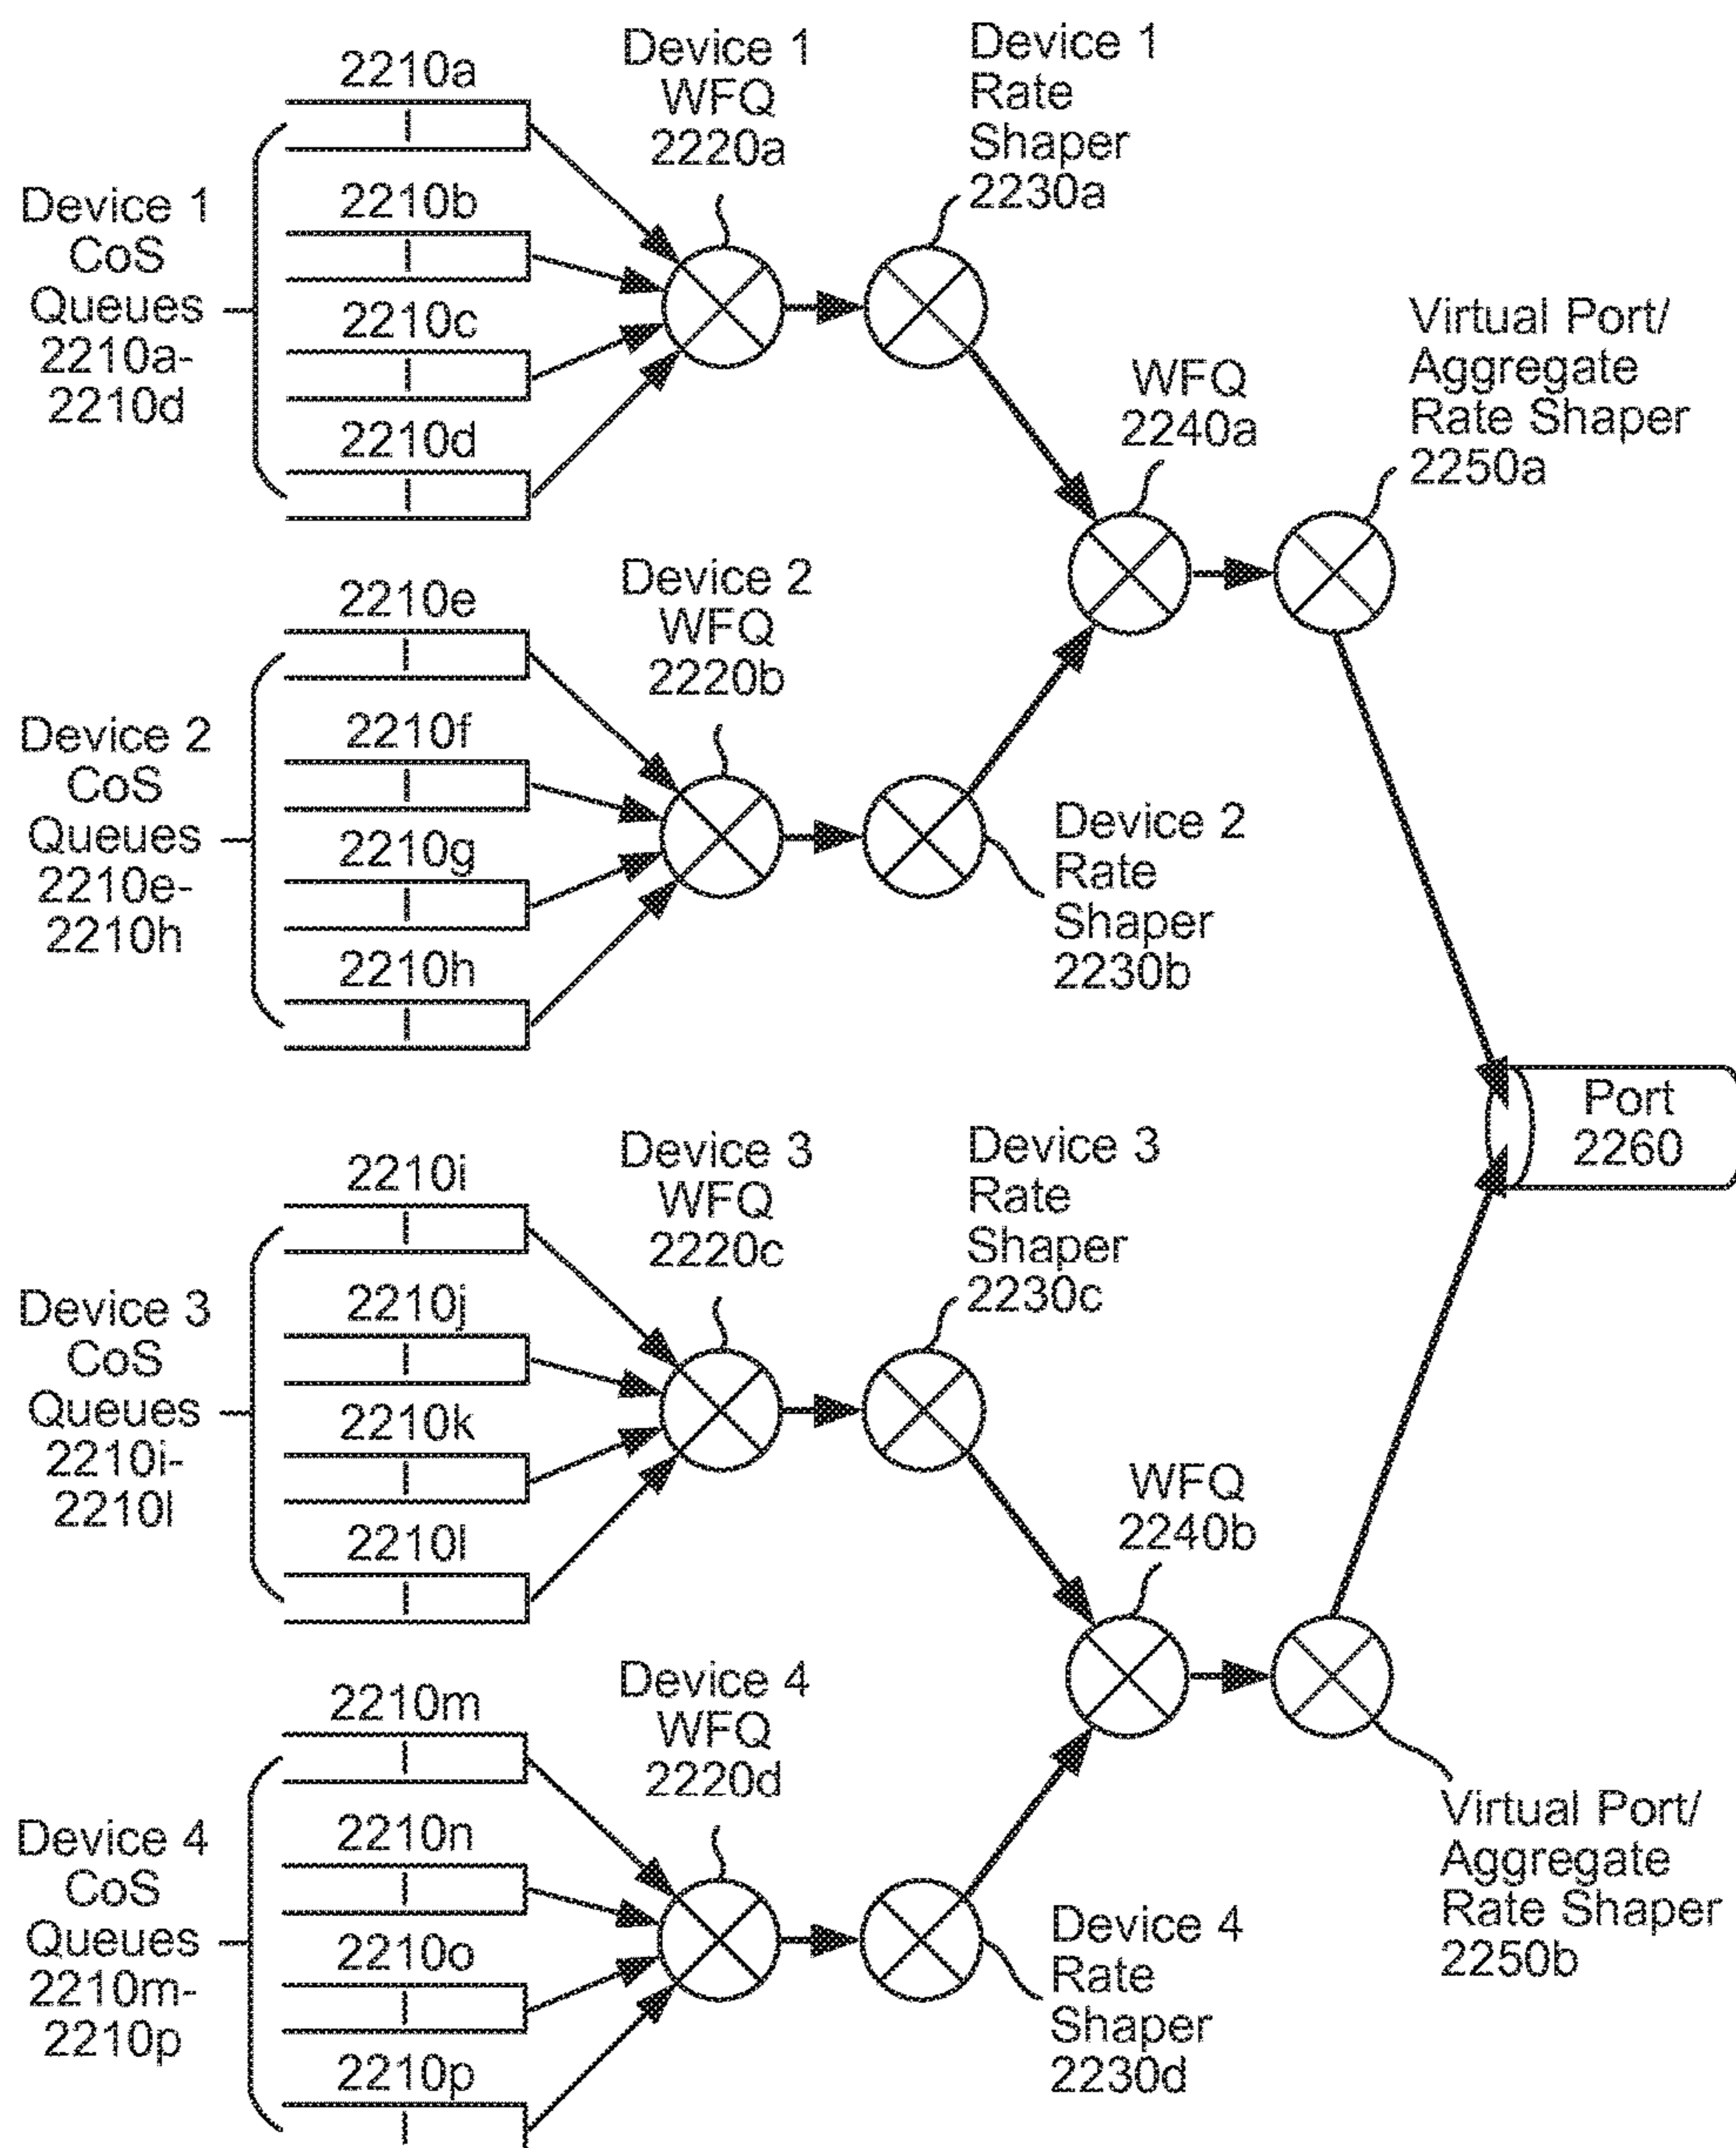 2210a
Device 1
WFQ
2220a
Device 1
Rate
Shaper
2230a
Device 1
CoS
Queues
2210a-
2210d
2210b
2210c
2210d
WFQ
2240a
Virtual Port/
Aggregate
Rate Shaper
2250a
2210e
Device 2
WFQ
2220b
Device 2
CoS
Queues
2210e-
2210h
2210f
2210g
2210h
Device 2
Rate
Shaper
2230b
Port
2260
2210i
Device 3
WFQ
2220c
Device 3
Rate
Shaper
2230c
Device 3
CoS
Queues
2210i-
2210l
2210j
2210k
2210l
WFQ
2240b
2210m
Device 4
WFQ
2220d
Device 4
CoS
Queues
2210m-
2210p
2210n
2210o
2210p
Device 4
Rate
Shaper
2230d
Virtual Port/
Aggregate
Rate Shaper
2250b